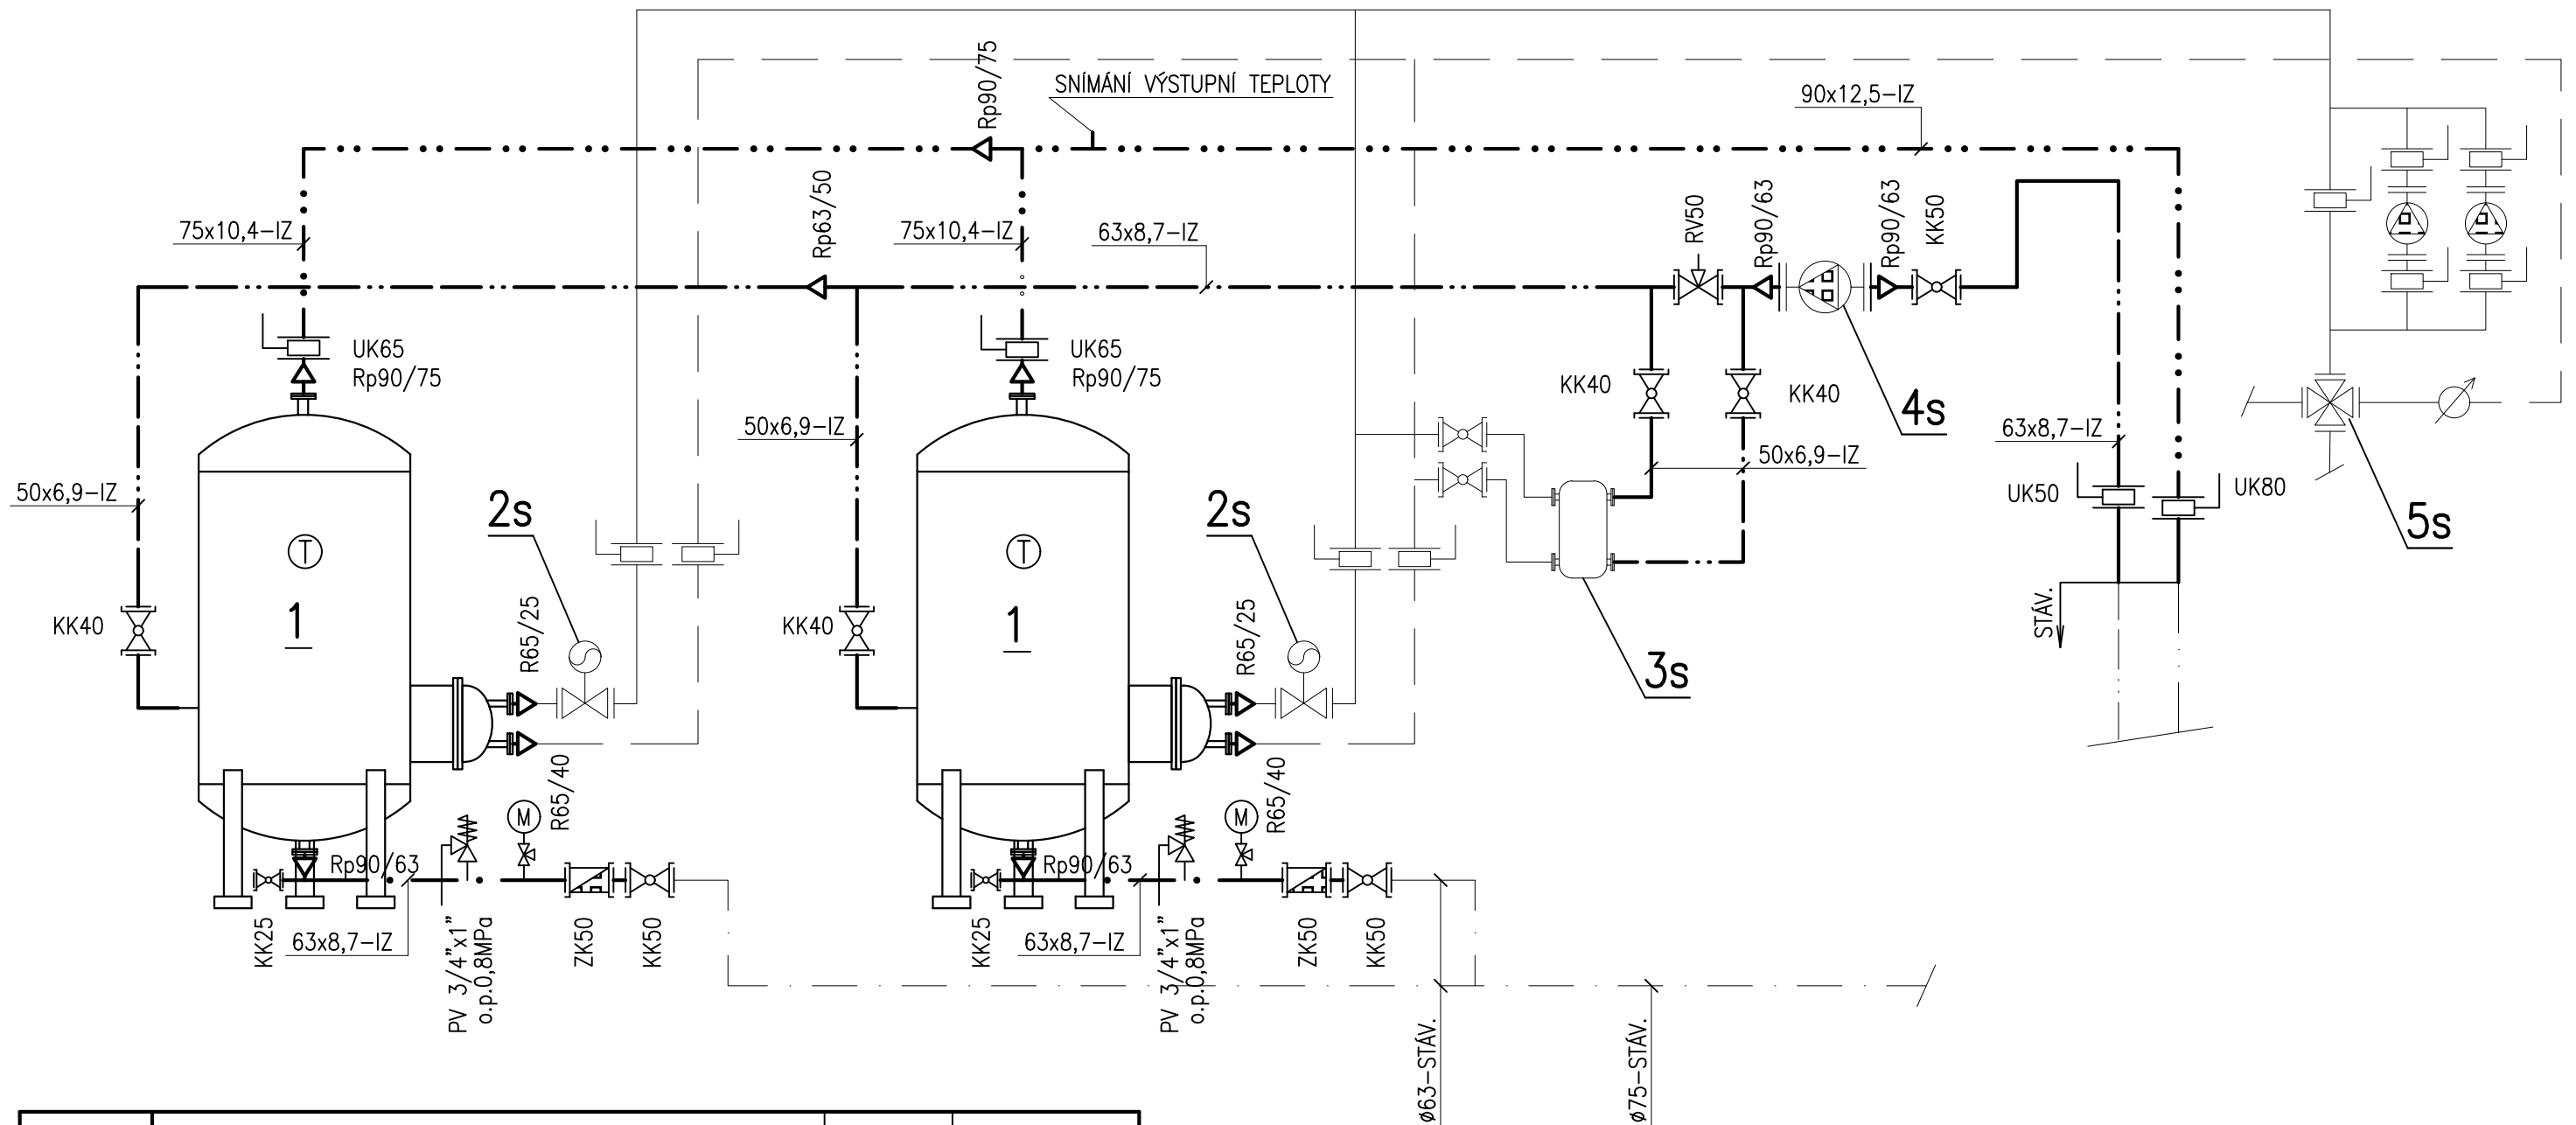 Rp90/75
SNÍMÁNÍ VÝSTUPNÍ TEPLOTY
90x12,5-IZ
75x10,4-IZ
Rp63/50
75x10,4-IZ
63x8,7-IZ
RV50
Rp90/63
Rp90/63
KK50
UK65
Rp90/75
UK65
Rp90/75
KK40
KK40
4s
50x6,9-IZ
63x8,7-IZ
50x6,9-IZ
50x6,9-IZ
UK50
UK80
2s
2s
5s
T
T
1
1
KK40
KK40
R65/25
R65/25
STÁV.
3s
R65/40
R65/40
M
M
Rp90/63
Rp90/63
KK25
63x8,7-IZ
PV 3/4"x1"
o.p.0,8MPa
ZK50
KK50
KK25
63x8,7-IZ
PV 3/4"x1"
o.p.0,8MPa
ZK50
KK50
ø63-STÁV.
ø75-STÁV.